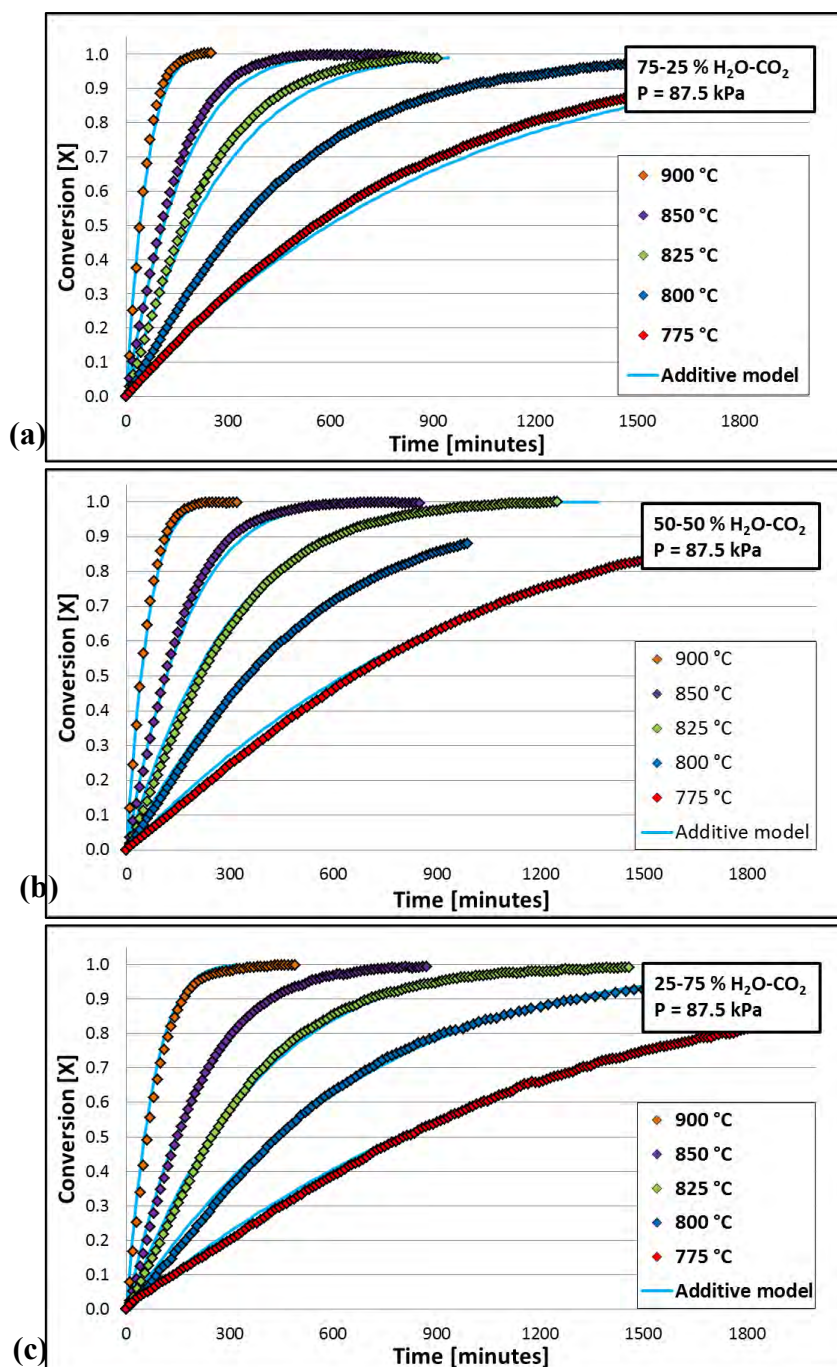 1.0
0.9
0.8
0.7
0.6
0.5
0.4
0.3
0.2
0.1
0.0
Conversion [X]
75-25 % H₂O-CO₂
P = 87.5 kPa
900 °C
850 °C
825 °C
800 °C
775 °C
Additive model
0 300 600 900 1200 1500 1800
Time [minutes]
(a)
1.0
0.9
0.8
0.7
0.6
0.5
0.4
0.3
0.2
0.1
0.0
Conversion [X]
50-50 % H₂O-CO₂
P = 87.5 kPa
900 °C
850 °C
825 °C
800 °C
775 °C
Additive model
0 300 600 900 1200 1500 1800
Time [minutes]
(b)
1.0
0.9
0.8
0.7
0.6
0.5
0.4
0.3
0.2
0.1
0.0
Conversion [X]
25-75 % H₂O-CO₂
P = 87.5 kPa
900 °C
850 °C
825 °C
800 °C
775 °C
Additive model
0 300 600 900 1200 1500 1800
Time [minutes]
(c)